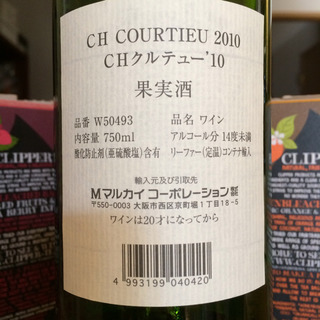 CH COURTIEU 2010
CHクルテュー'10
果実酒
品番 W50493
品名 ワイン
内容量 750ml
アルコール分 14度未満
酸化防止剤(亜硫酸塩)含有
リーファー(定温)コンテナ輸入
輸入元及び引取先
Mマルカイ コーポレーション株式会社
〒550-0003 大阪市西区京町堀1丁目18-5
ワインは20才になってから
4 993199 040420
CLIPPER
CLIPPER